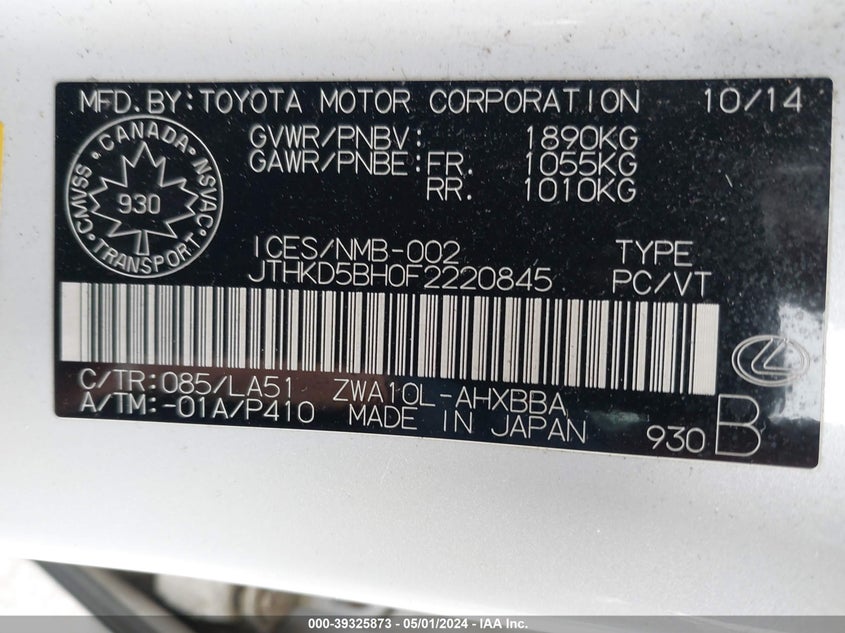 MFD. BY: TOYOTA MOTOR CORPORATION 10/14
GVWR/PNBV: 1890KG
GAWR/PNBE: FR. 1055KG
RR. 1010KG
CANADA
CMVSS NSVAC
930
TRANSPORT
ICES/NMB-002 TYPE
JTHKD5BH0F2220845 PC/VT
C/TR: 085/LA51 ZWA10L-AHXBBA
A/TM: -01A/P410 MADE IN JAPAN 930 B
000-39325873 - 05/01/2024 - IAA Inc.